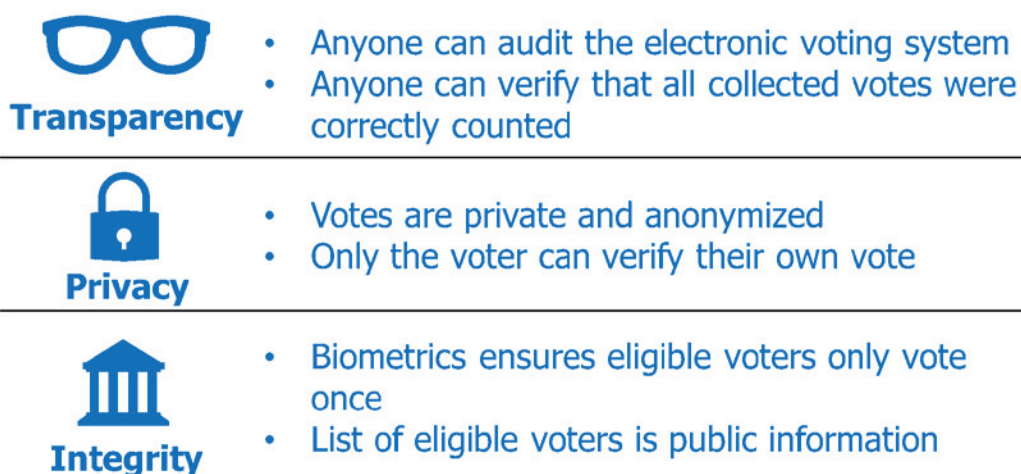 Transparency
• Anyone can audit the electronic voting system
• Anyone can verify that all collected votes were
correctly counted
Privacy
• Votes are private and anonymized
• Only the voter can verify their own vote
Integrity
• Biometrics ensures eligible voters only vote
once
• List of eligible voters is public information